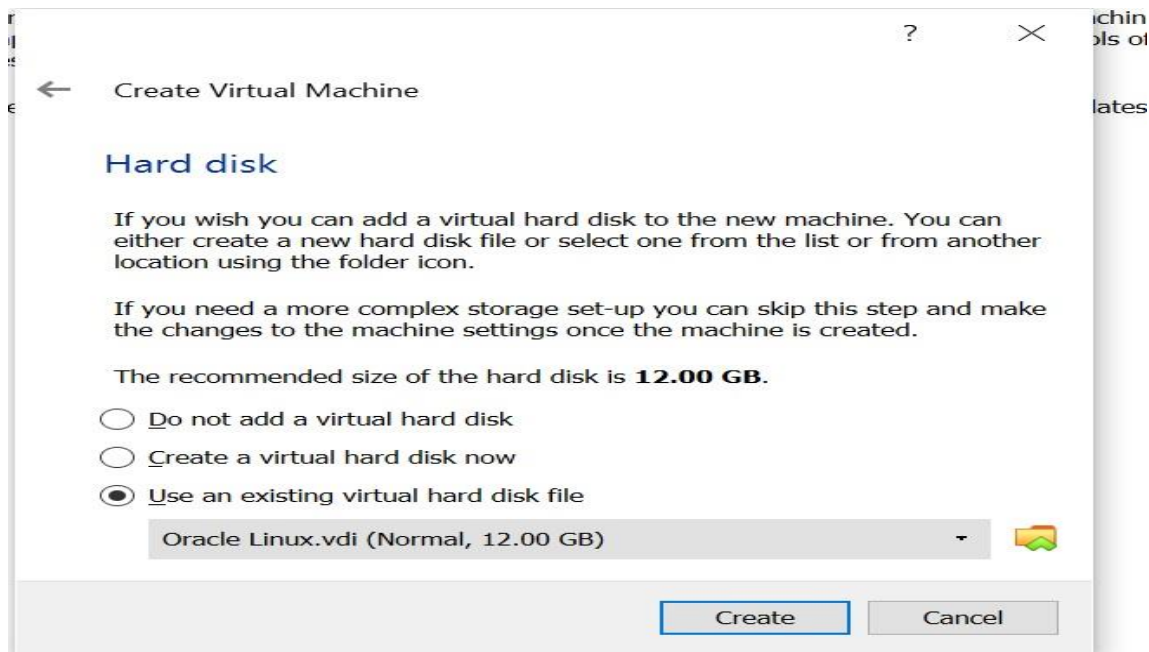 ?
Create Virtual Machine
Hard disk
If you wish you can add a virtual hard disk to the new machine. You can
either create a new hard disk file or select one from the list or from another
location using the folder icon.
If you need a more complex storage set-up you can skip this step and make
the changes to the machine settings once the machine is created.
The recommended size of the hard disk is 12.00 GB.
Do not add a virtual hard disk
Create a virtual hard disk now
Use an existing virtual hard disk file
Oracle Linux.vdi (Normal, 12.00 GB)
Create Cancel